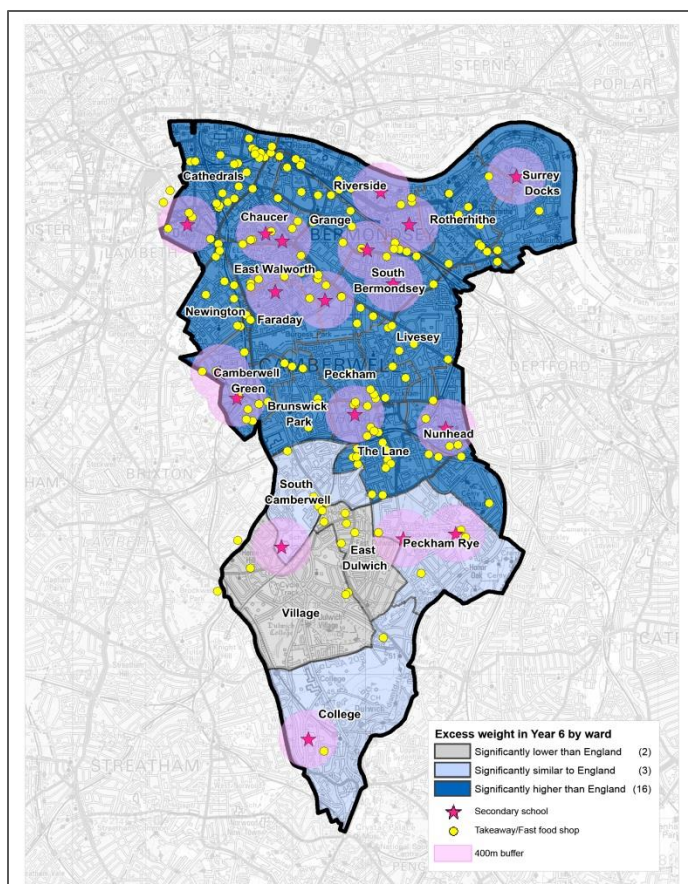 STEPNEY
POPLAR
Cathedrals
Riverside
Surrey
Docks
Chaucer
Grange
Rotherhithe
BERMONDSEY
LAMBETH
East Walworth
South
Bermondsey
Newington
Faraday
Livesey
DEPTFORD
CAMBERWELL
Camberwell
Green
Peckham
Brunswick
Park
Nunhead
The Lane
BRIXTON
South
Camberwell
Peckham Rye
East
Dulwich
Village
College
STREATHAM
Excess weight in Year 6 by ward
Significantly lower than England (2)
Significantly similar to England (3)
Significantly higher than England (16)
Secondary school
Takeaway/Fast food shop
400m buffer